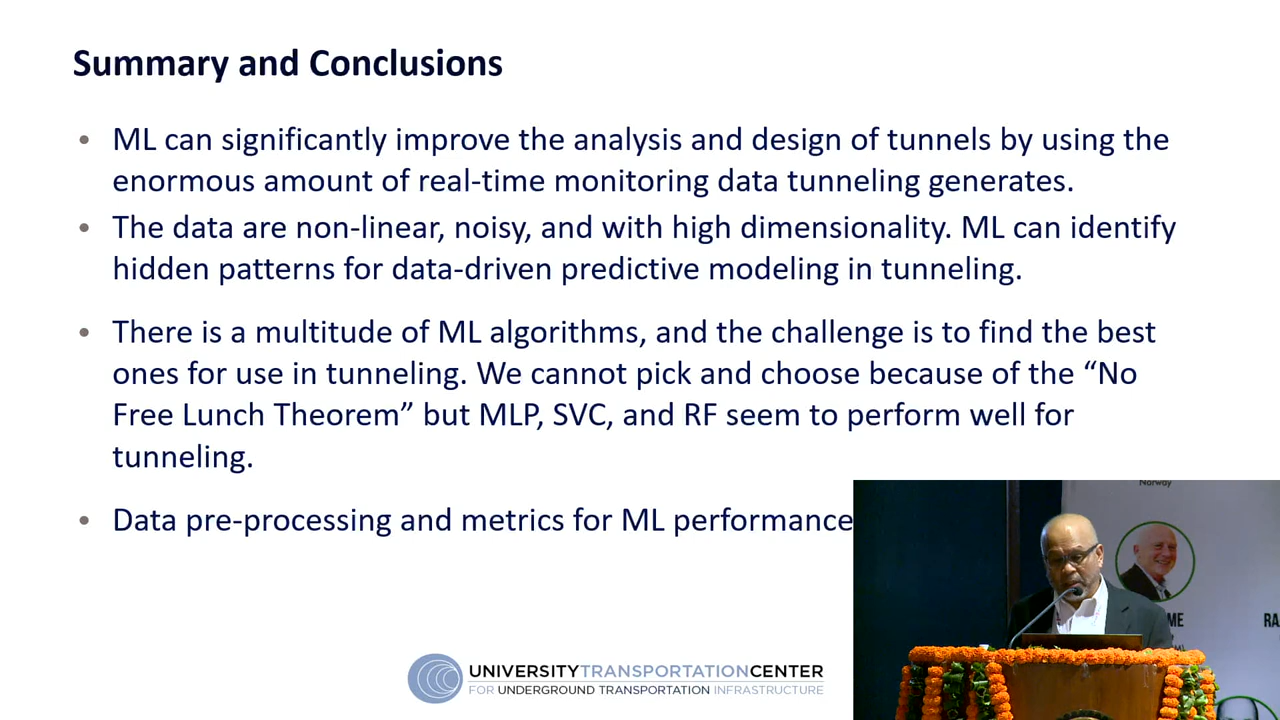 Summary and Conclusions
• ML can significantly improve the analysis and design of tunnels by using the
enormous amount of real-time monitoring data tunneling generates.
• The data are non-linear, noisy, and with high dimensionality. ML can identify
hidden patterns for data-driven predictive modeling in tunneling.
• There is a multitude of ML algorithms, and the challenge is to find the best
ones for use in tunneling. We cannot pick and choose because of the “No
Free Lunch Theorem” but MLP, SVC, and RF seem to perform well for
tunneling.
• Data pre-processing and metrics for ML performance
Norway
ME
RA
UNIVERSITYTRANSPORTATIONCENTER
FOR UNDERGROUND TRANSPORTATION INFRASTRUCTURE